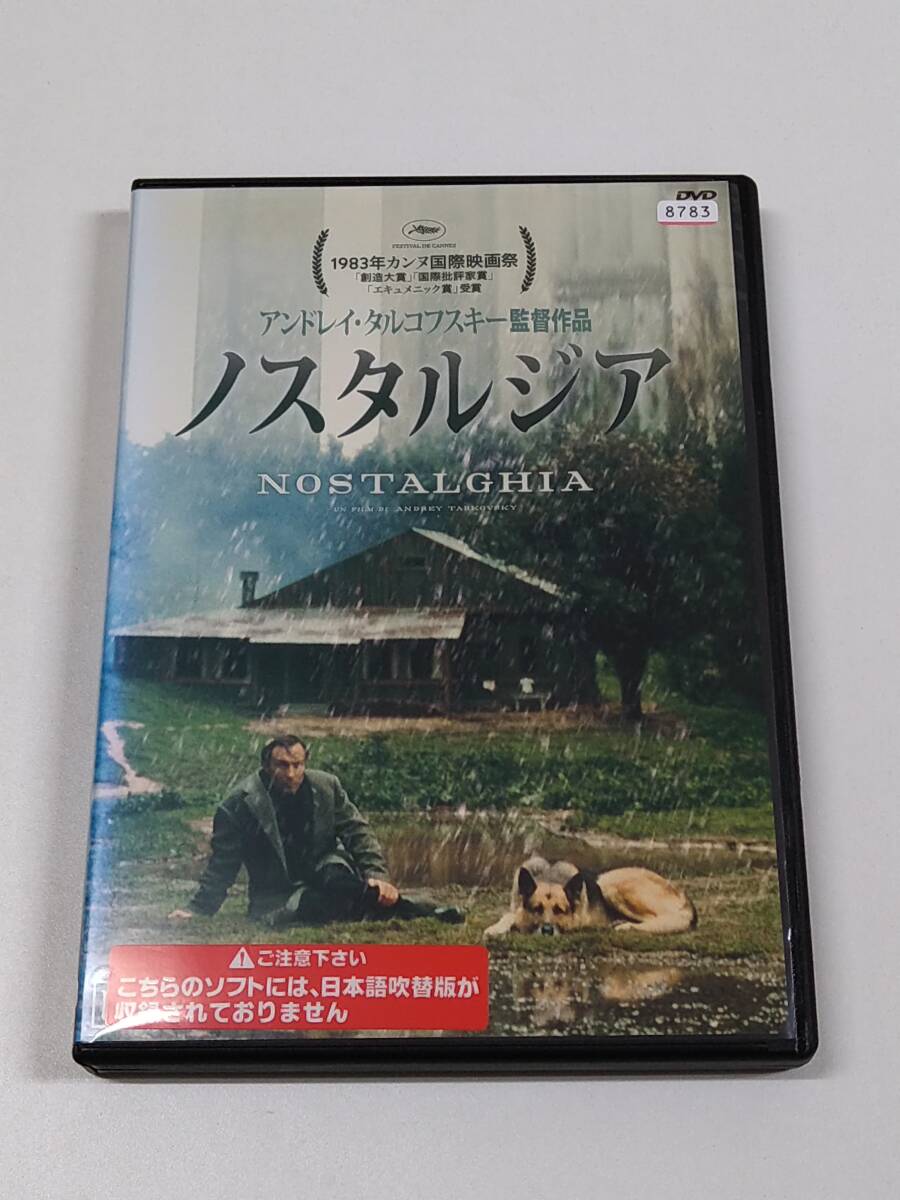 DVD
8783
FESTIVAL DE CANNES
1983年カンヌ国際映画祭
「創造大賞」「国際批評家賞」
「エキュメニック賞」受賞
アンドレイ・タルコフスキー監督作品
ノスタルジア
NOSTALGHIA
UN FILM DI ANDREY TARKOVSKY
ご注意下さい
こちらのソフトには、日本語吹替版が
収録されておりません